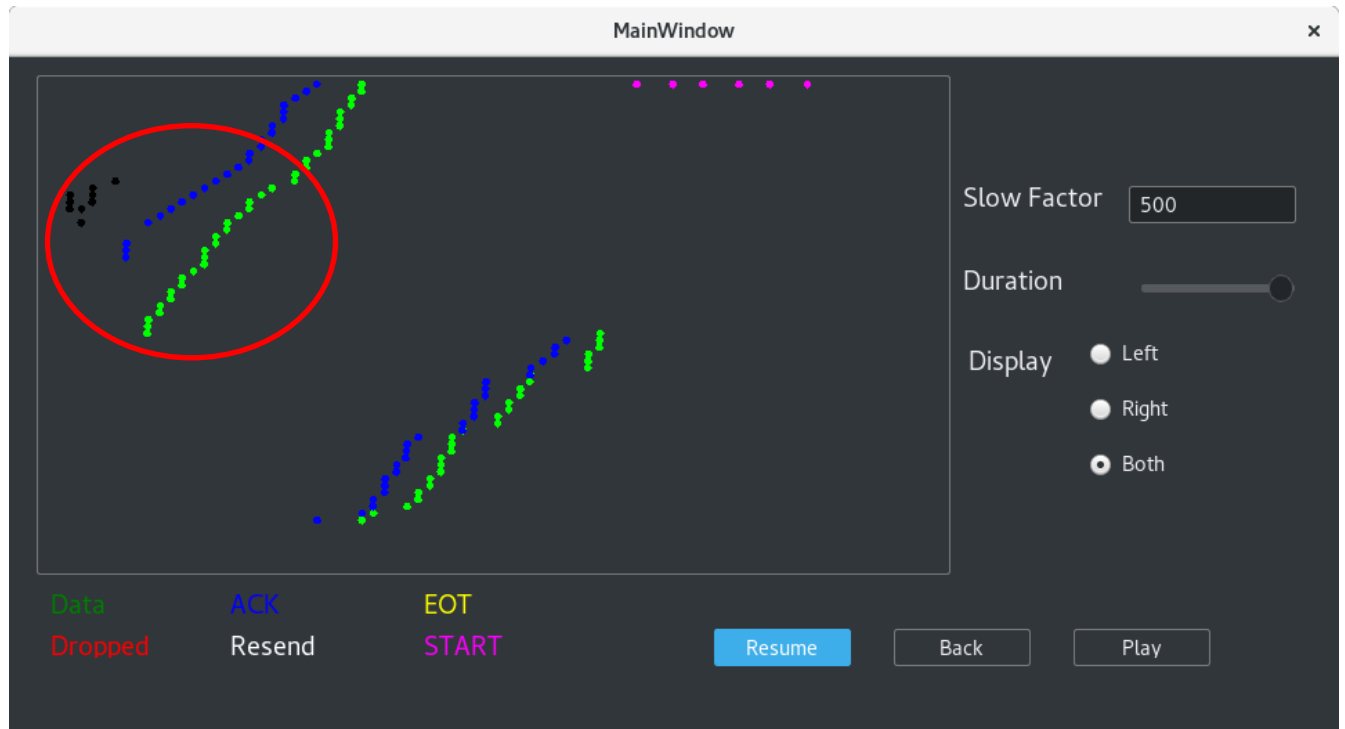 MainWindow ×
Slow Factor 500
Duration
Display Left
Right
Both
Data ACK EOT
Dropped Resend START
Resume Back Play